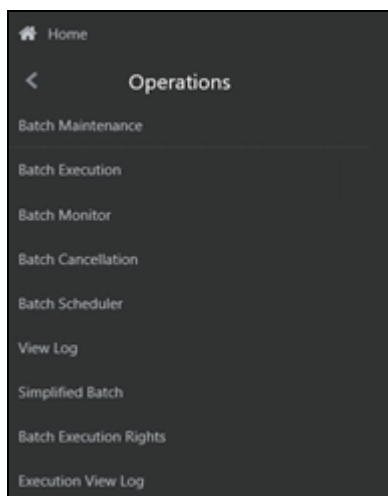 Home
Operations
Batch Maintenance
Batch Execution
Batch Monitor
Batch Cancellation
Batch Scheduler
View Log
Simplified Batch
Batch Execution Rights
Execution View Log